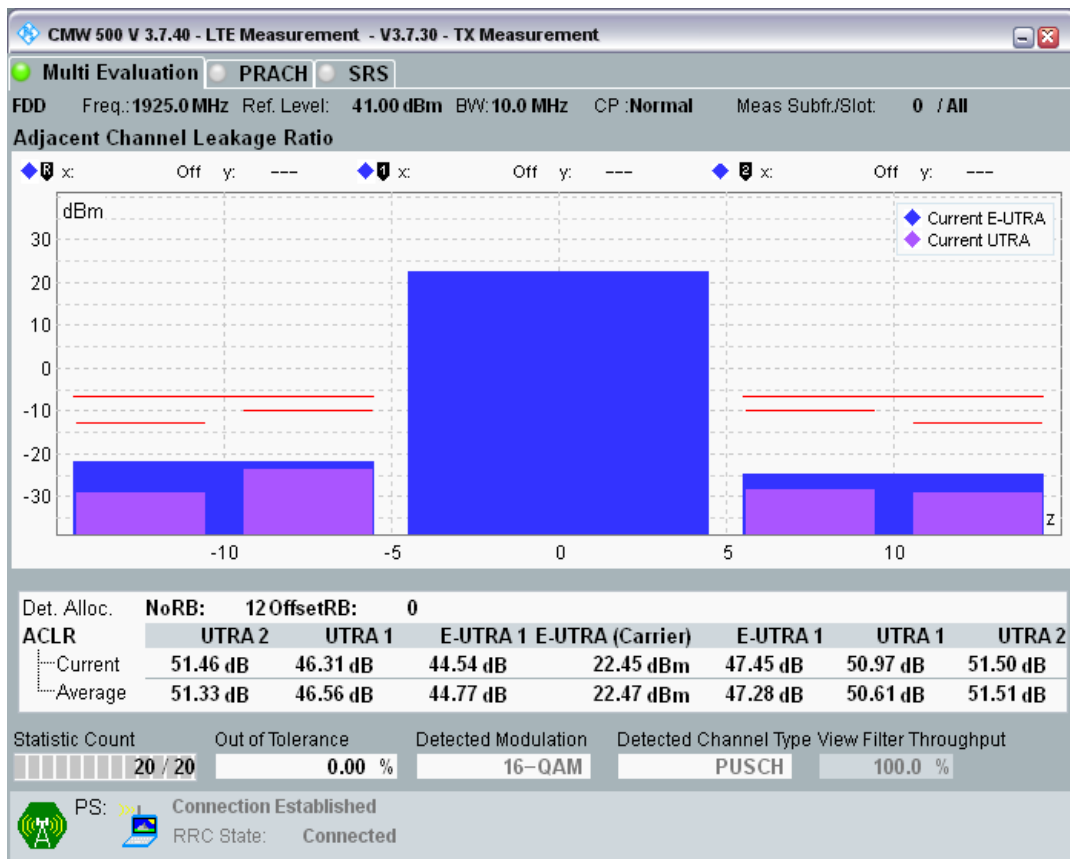 CMW 500 V 3.7.40 - LTE Measurement - V3.7.30 - TX Measurement
Multi Evaluation PRACH SRS
FDD Freq.: 1925.0 MHz Ref. Level: 41.00 dBm BW: 10.0 MHz CP :Normal Meas Subfr./Slot: 0 / All
Adjacent Channel Leakage Ratio
R x: Off y: --- 1 x: Off y: --- 2 x: Off y: ---
dBm
Current E-UTRA
Current UTRA
30
20
10
0
-10
-20
-30
z
-10 -5 0 5 10
Det. Alloc. NoRB: 12 OffsetRB: 0
ACLR UTRA 2 UTRA 1 E-UTRA 1 E-UTRA (Carrier) E-UTRA 1 UTRA 1 UTRA 2
Current 51.46 dB 46.31 dB 44.54 dB 22.45 dBm 47.45 dB 50.97 dB 51.50 dB
Average 51.33 dB 46.56 dB 44.77 dB 22.47 dBm 47.28 dB 50.61 dB 51.51 dB
Statistic Count Out of Tolerance Detected Modulation Detected Channel Type View Filter Throughput
20 / 20 0.00 % 16-QAM PUSCH 100.0 %
PS: Connection Established
RRC State: Connected